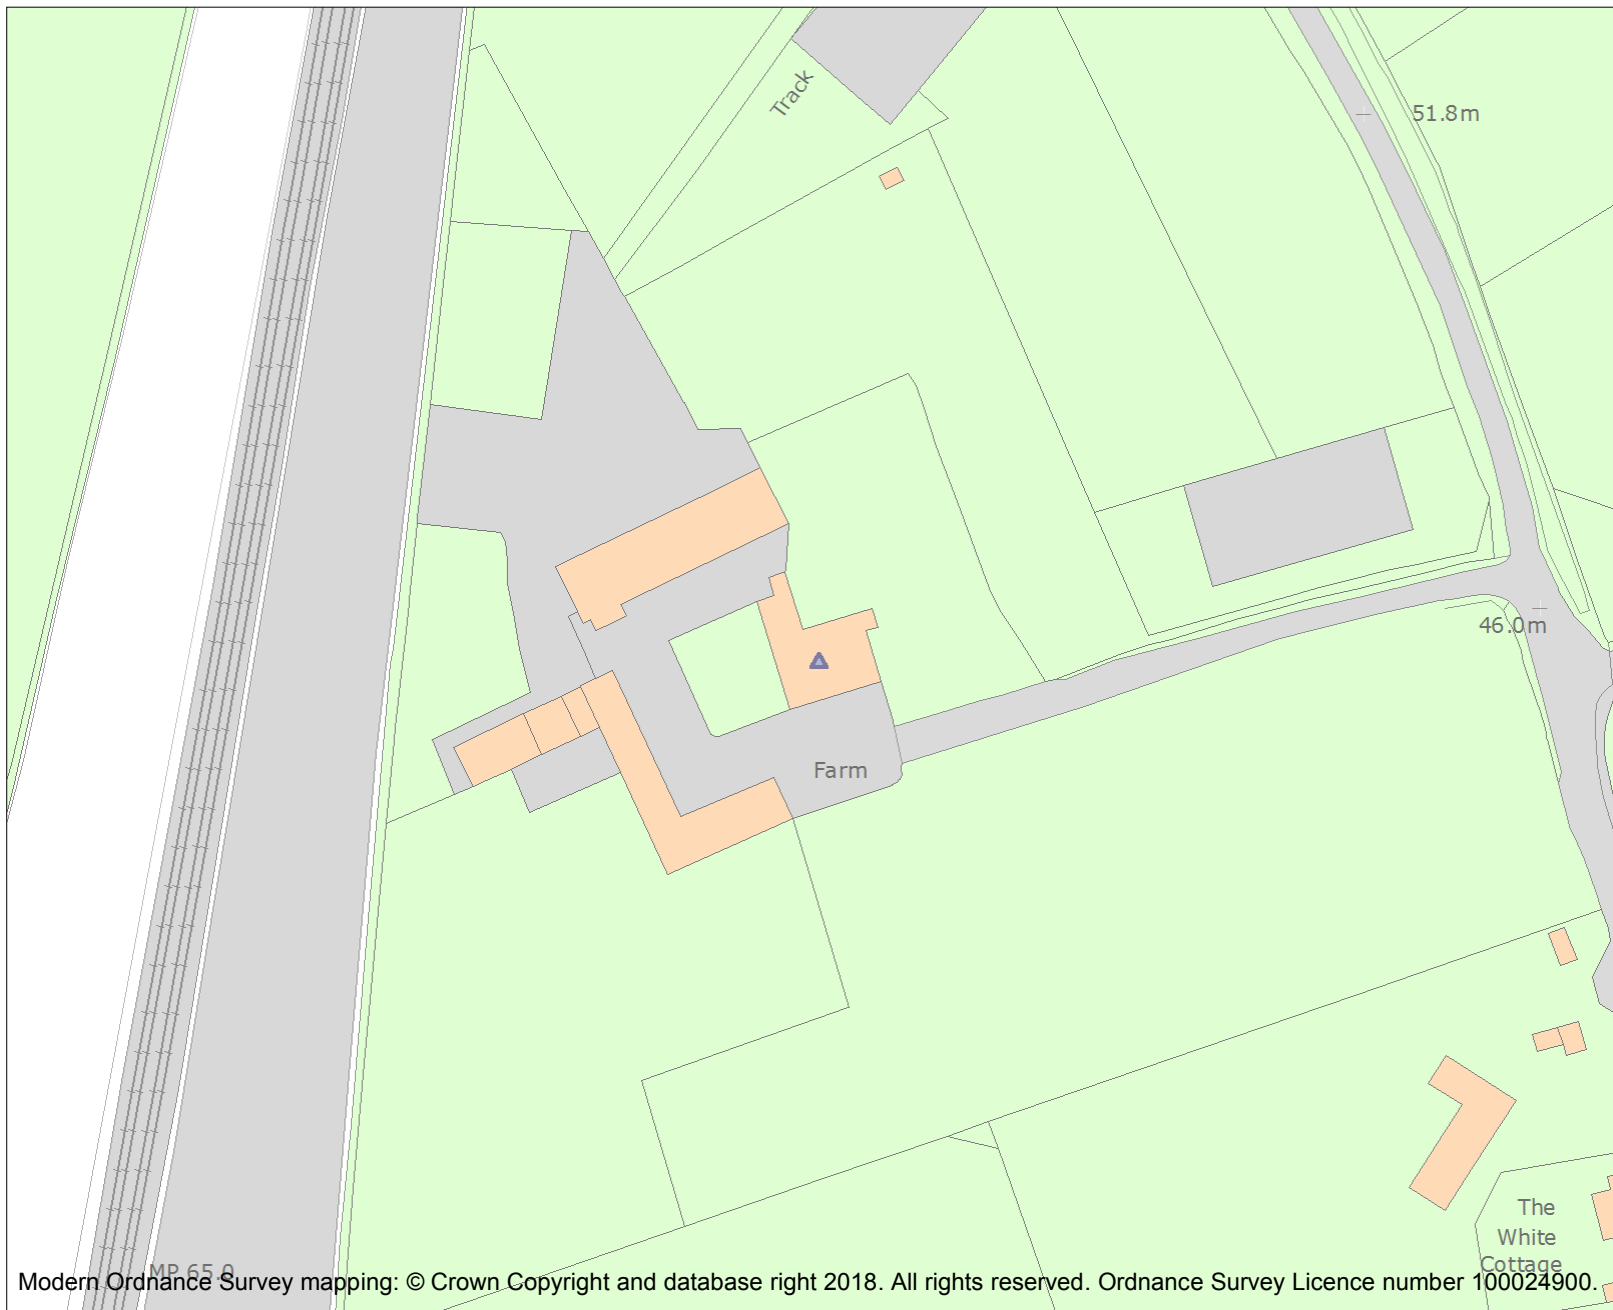 Track
51.8m
46.0m
Farm
The
White
Cottage
MP 65.0
Modern Ordnance Survey mapping: © Crown Copyright and database right 2018. All rights reserved. Ordnance Survey Licence number 100024900.